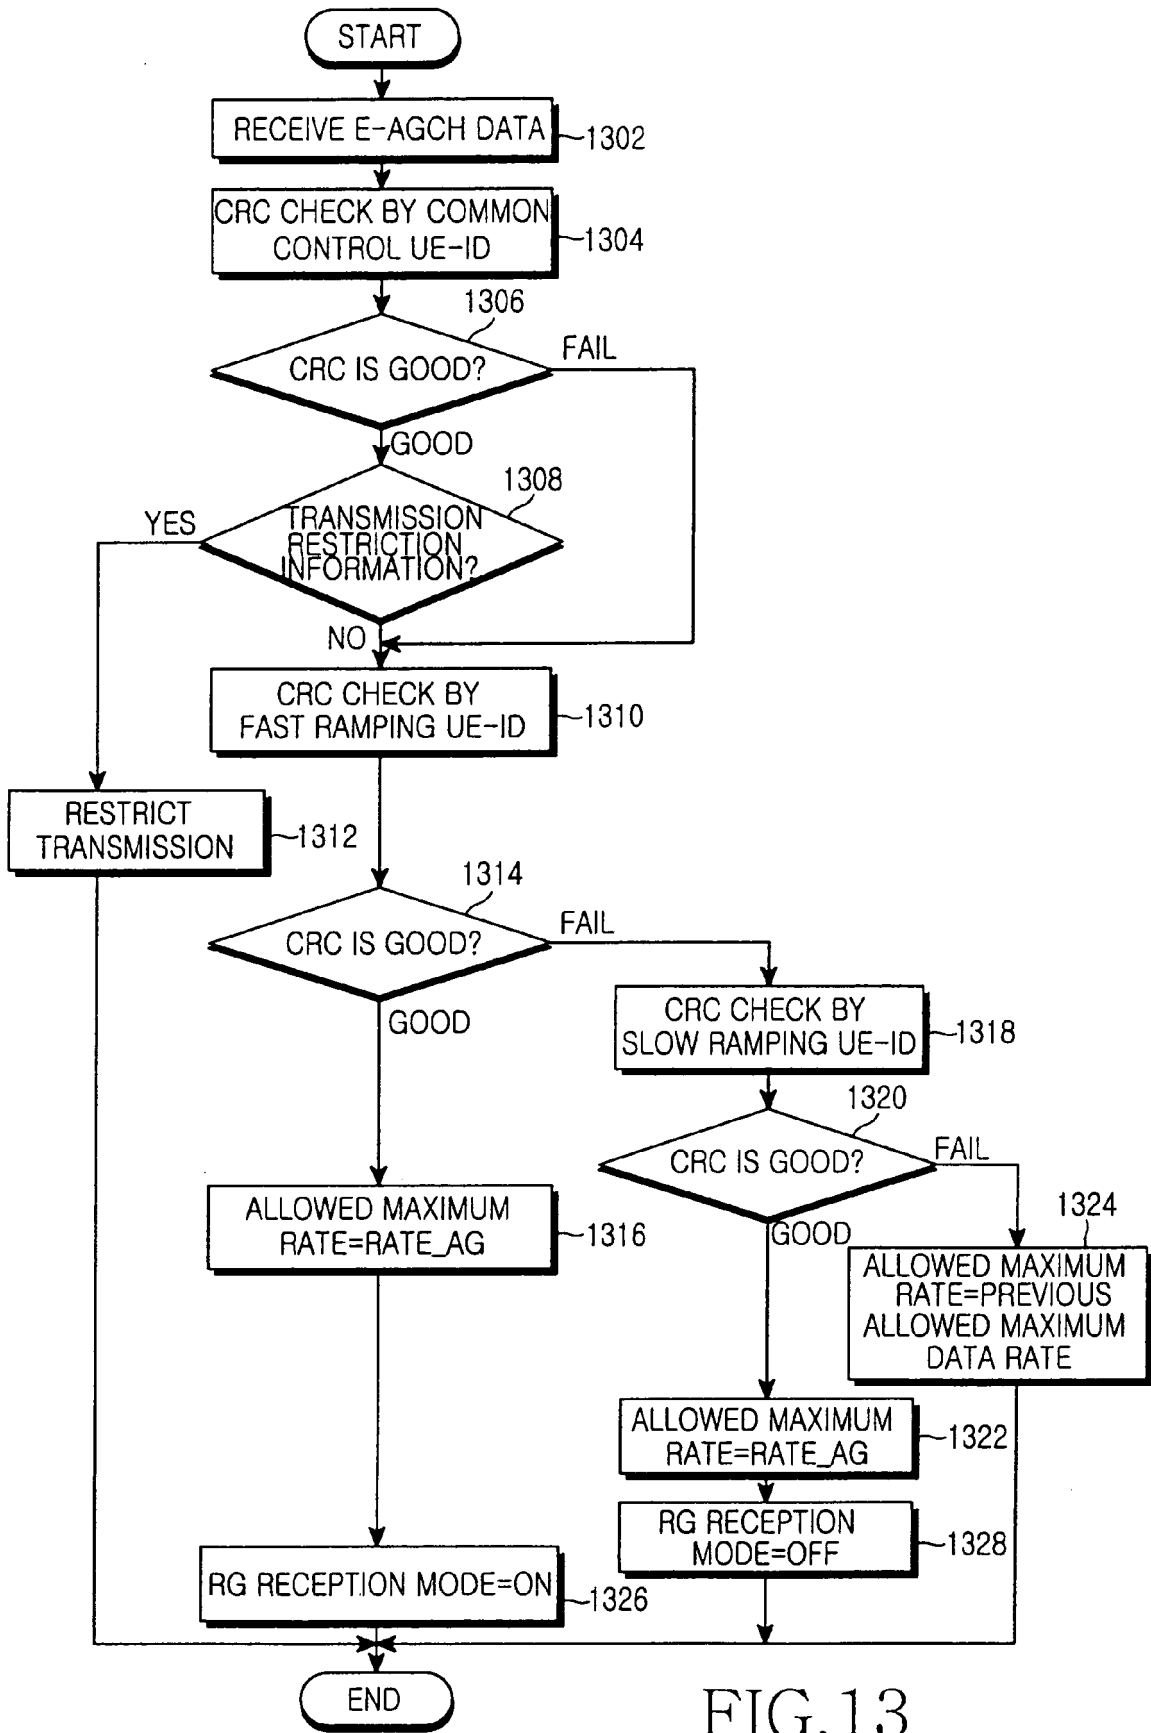 START
RECEIVE E-AGCH DATA
1302
CRC CHECK BY COMMON
CONTROL UE-ID
1304
1306
CRC IS GOOD?
FAIL
GOOD
1308
YES
TRANSMISSION
RESTRICTION
INFORMATION?
NO
CRC CHECK BY
FAST RAMPING UE-ID
1310
RESTRICT
TRANSMISSION
1312
1314
CRC IS GOOD?
FAIL
GOOD
CRC CHECK BY
SLOW RAMPING UE-ID
1318
1320
CRC IS GOOD?
FAIL
GOOD
ALLOWED MAXIMUM
RATE=RATE_AG
1316
1324
ALLOWED MAXIMUM
RATE=PREVIOUS
ALLOWED MAXIMUM
DATA RATE
ALLOWED MAXIMUM
RATE=RATE_AG
1322
RG RECEPTION
MODE=OFF
1328
RG RECEPTION MODE=ON
1326
END
FIG.13